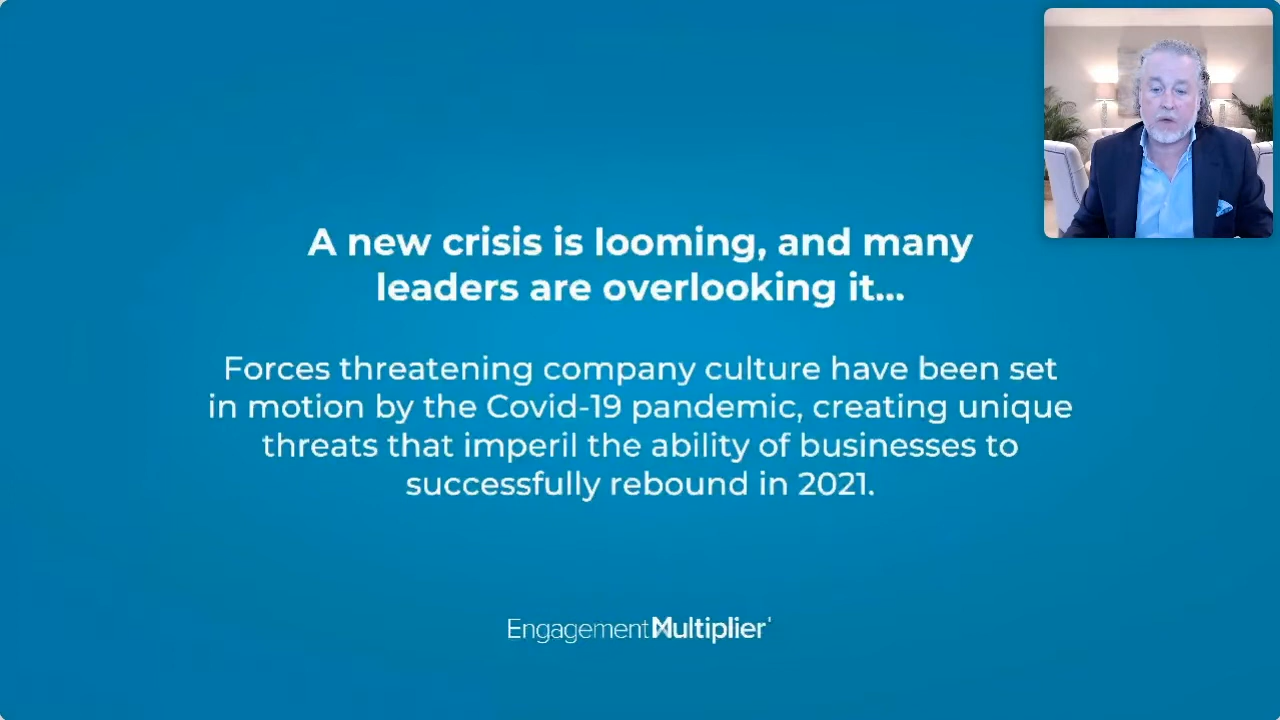 A new crisis is looming, and many
leaders are overlooking it...
Forces threatening company culture have been set
in motion by the Covid-19 pandemic, creating unique
threats that imperil the ability of businesses to
successfully rebound in 2021.
EngagementMultiplier